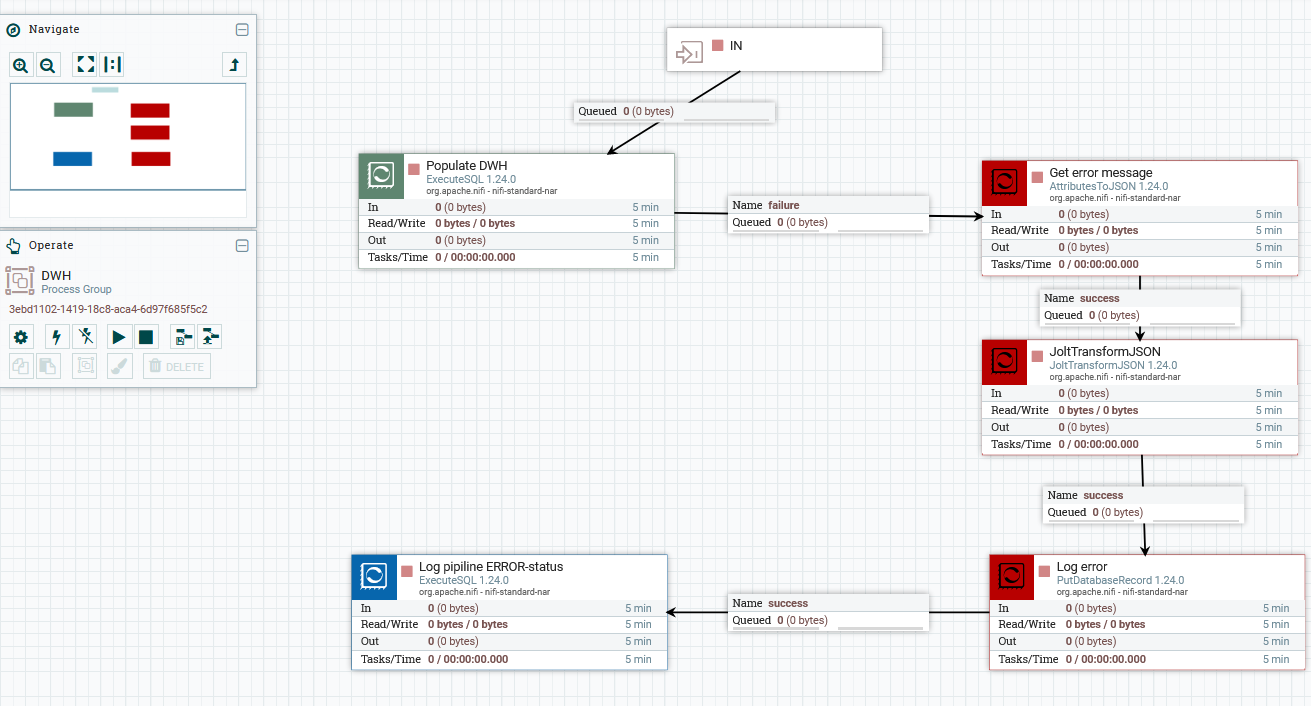 Navigate
Operate
DWH
Process Group
3ebd1102-1419-18c8-aca4-6d97f685f5c2
DELETE
IN
Queued 0 (0 bytes)
Populate DWH
ExecuteSQL 1.24.0
org.apache.nifi - nifi-standard-nar
In 0 (0 bytes) 5 min
Read/Write 0 bytes / 0 bytes 5 min
Out 0 (0 bytes) 5 min
Tasks/Time 0 / 00:00:00.000 5 min
Name failure
Queued 0 (0 bytes)
Get error message
AttributesToJSON 1.24.0
org.apache.nifi - nifi-standard-nar
In 0 (0 bytes) 5 min
Read/Write 0 bytes / 0 bytes 5 min
Out 0 (0 bytes) 5 min
Tasks/Time 0 / 00:00:00.000 5 min
Name success
Queued 0 (0 bytes)
JoltTransformJSON
JoltTransformJSON 1.24.0
org.apache.nifi - nifi-standard-nar
In 0 (0 bytes) 5 min
Read/Write 0 bytes / 0 bytes 5 min
Out 0 (0 bytes) 5 min
Tasks/Time 0 / 00:00:00.000 5 min
Name success
Queued 0 (0 bytes)
Log error
PutDatabaseRecord 1.24.0
org.apache.nifi - nifi-standard-nar
In 0 (0 bytes) 5 min
Read/Write 0 bytes / 0 bytes 5 min
Out 0 (0 bytes) 5 min
Tasks/Time 0 / 00:00:00.000 5 min
Name success
Queued 0 (0 bytes)
Log pipiline ERROR-status
ExecuteSQL 1.24.0
org.apache.nifi - nifi-standard-nar
In 0 (0 bytes) 5 min
Read/Write 0 bytes / 0 bytes 5 min
Out 0 (0 bytes) 5 min
Tasks/Time 0 / 00:00:00.000 5 min